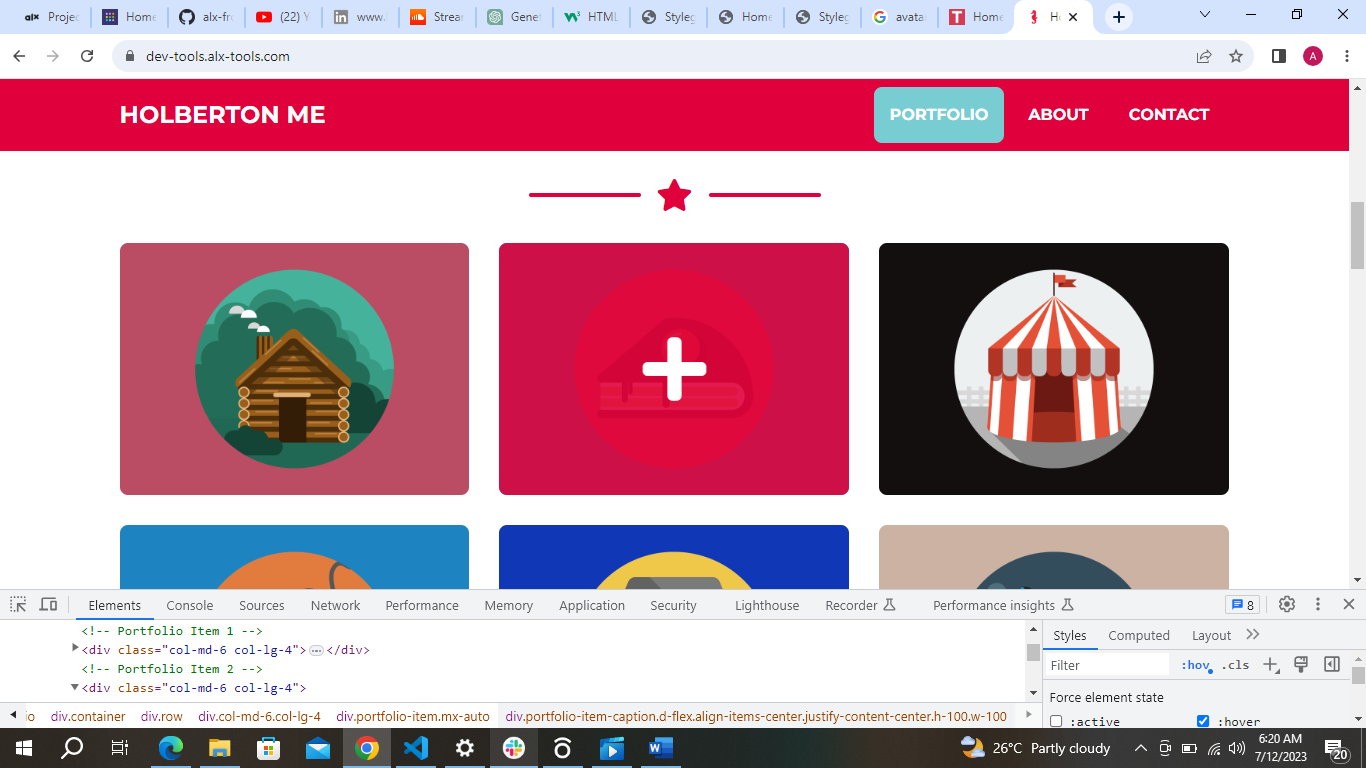 Projec
Home
alx-fro
(22) Y
www.l
Strea
Genet
HTML
Styleg
Home
Styleg
avatar
Home
Ho
dev-tools.alx-tools.com
A
HOLBERTON ME
PORTFOLIO
ABOUT
CONTACT
Elements
Console
Sources
Network
Performance
Memory
Application
Security
Lighthouse
Recorder
Performance insights
8
<!-- Portfolio Item 1 -->
<div class="col-md-6 col-lg-4">…</div>
<!-- Portfolio Item 2 -->
<div class="col-md-6 col-lg-4">
io div.container div.row div.col-md-6.col-lg-4 div.portfolio-item.mx-auto div.portfolio-item-caption.d-flex.align-items-center.justify-content-center.h-100.w-100
Styles
Computed
Layout
Filter
:hov
.cls
Force element state
:active
:hover
26°C Partly cloudy
6:20 AM
7/12/2023
20